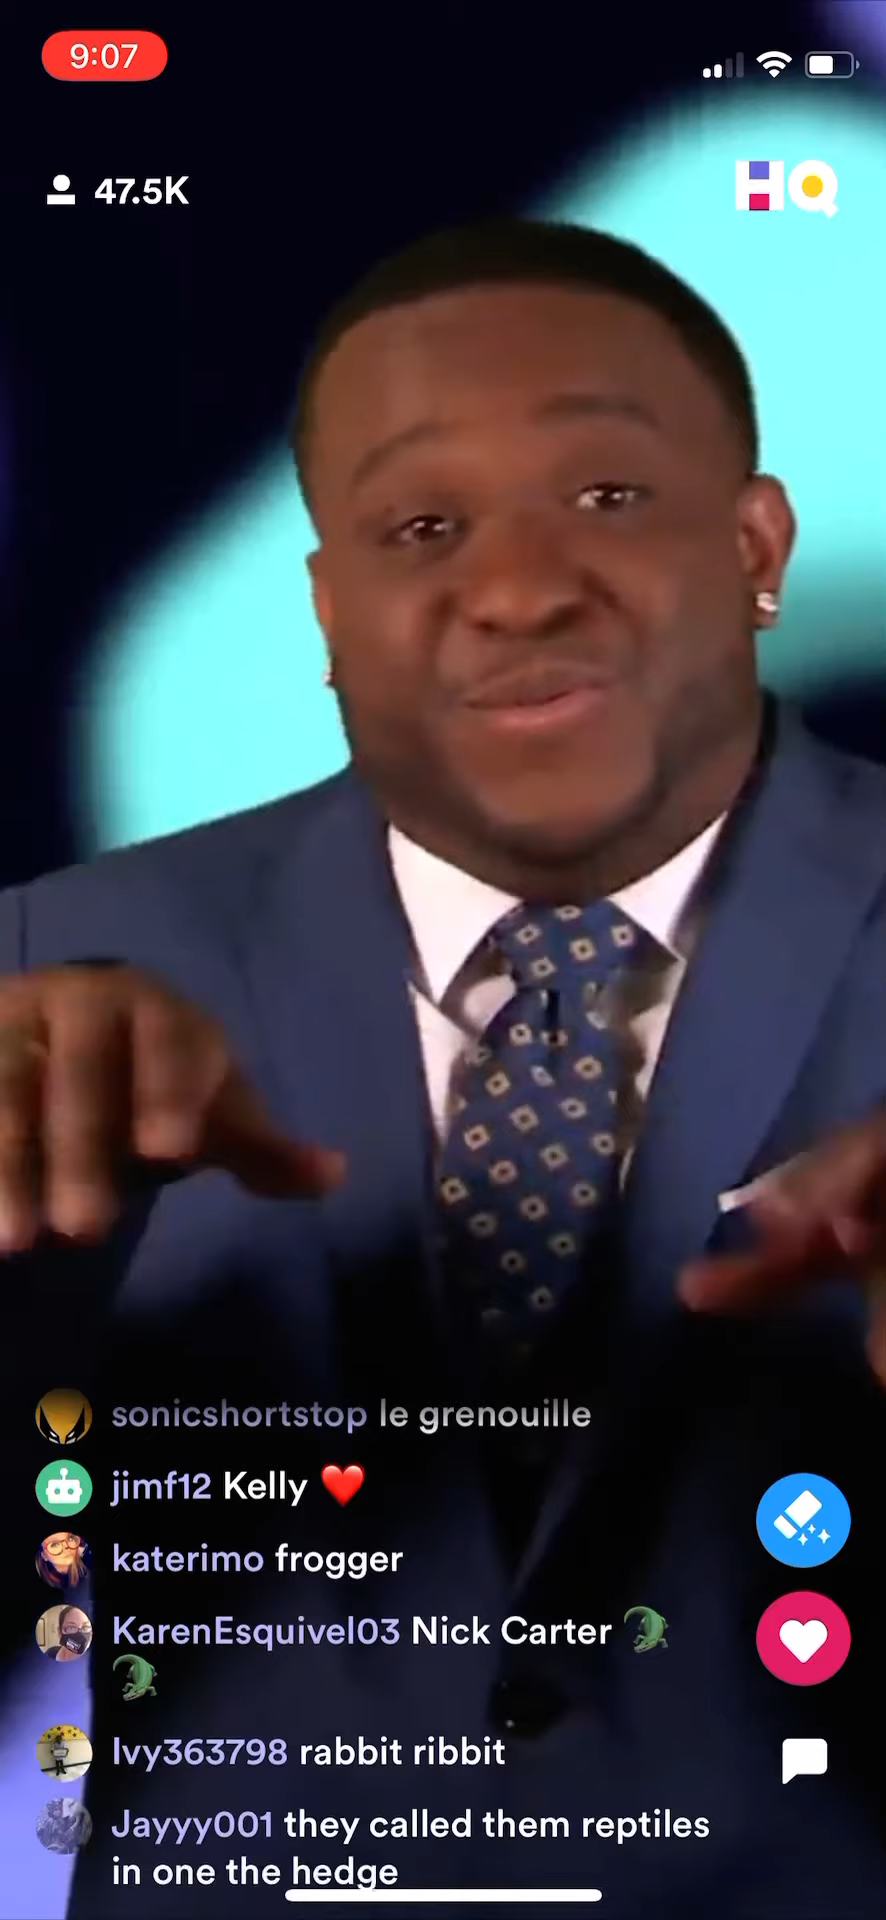 9:07
47.5K
HQ
sonicshortstop le grenouille
jimf12 Kelly ❤️
katerimo frogger
KarenEsquivel03 Nick Carter 🐊
🐊
Ivy363798 rabbit ribbit
Jayyy001 they called them reptiles
in one the hedge